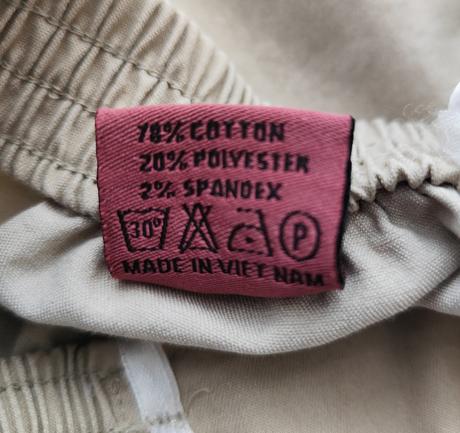 78% COTTON
20% POLYESTER
2% SPANDEX
30° P
MADE IN VIET NAM